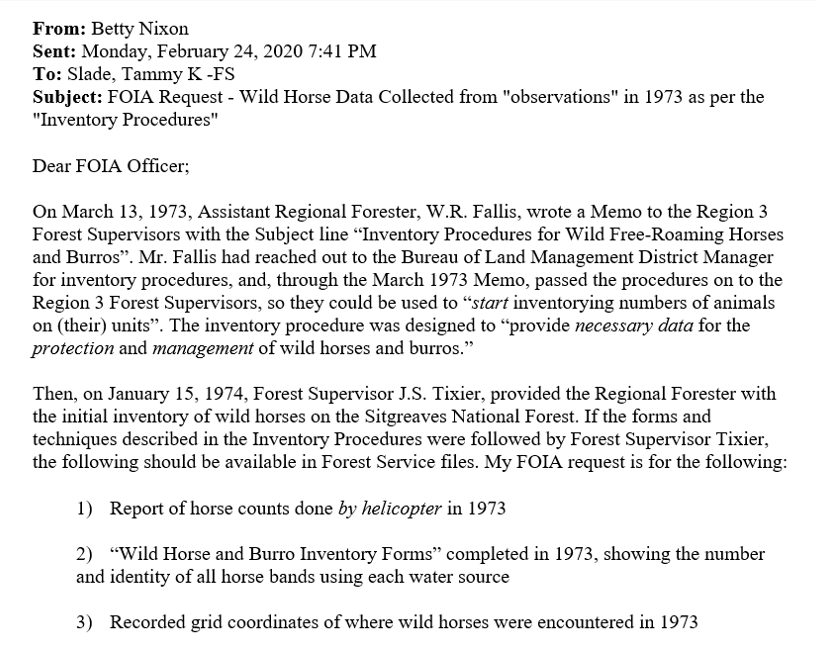 From: Betty Nixon
Sent: Monday, February 24, 2020 7:41 PM
To: Slade, Tammy K -FS
Subject: FOIA Request - Wild Horse Data Collected from "observations" in 1973 as per the
"Inventory Procedures"
Dear FOIA Officer;
On March 13, 1973, Assistant Regional Forester, W.R. Fallis, wrote a Memo to the Region 3
Forest Supervisors with the Subject line “Inventory Procedures for Wild Free-Roaming Horses
and Burros”. Mr. Fallis had reached out to the Bureau of Land Management District Manager
for inventory procedures, and, through the March 1973 Memo, passed the procedures on to the
Region 3 Forest Supervisors, so they could be used to “start inventorying numbers of animals
on (their) units”. The inventory procedure was designed to “provide necessary data for the
protection and management of wild horses and burros.”
Then, on January 15, 1974, Forest Supervisor J.S. Tixier, provided the Regional Forester with
the initial inventory of wild horses on the Sitgreaves National Forest. If the forms and
techniques described in the Inventory Procedures were followed by Forest Supervisor Tixier,
the following should be available in Forest Service files. My FOIA request is for the following:
1) Report of horse counts done by helicopter in 1973
2) “Wild Horse and Burro Inventory Forms” completed in 1973, showing the number
and identity of all horse bands using each water source
3) Recorded grid coordinates of where wild horses were encountered in 1973